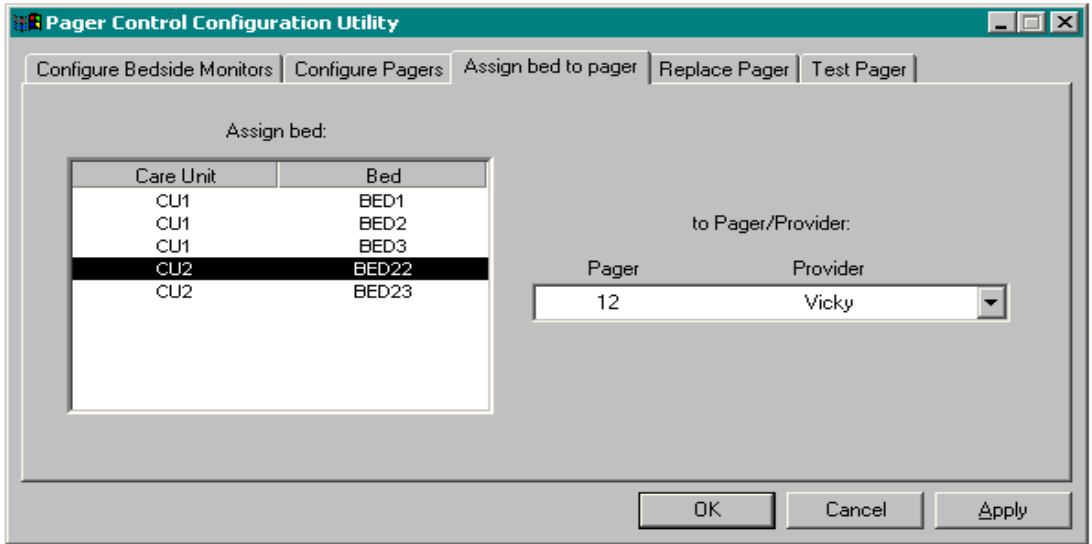 Pager Control Configuration Utility
Configure Bedside Monitors Configure Pagers Assign bed to pager Replace Pager Test Pager
Assign bed:
Care Unit Bed
CU1 BED1
CU1 BED2
CU1 BED3
CU2 BED22
CU2 BED23
to Pager/Provider:
Pager Provider
12 Vicky
OK Cancel Apply